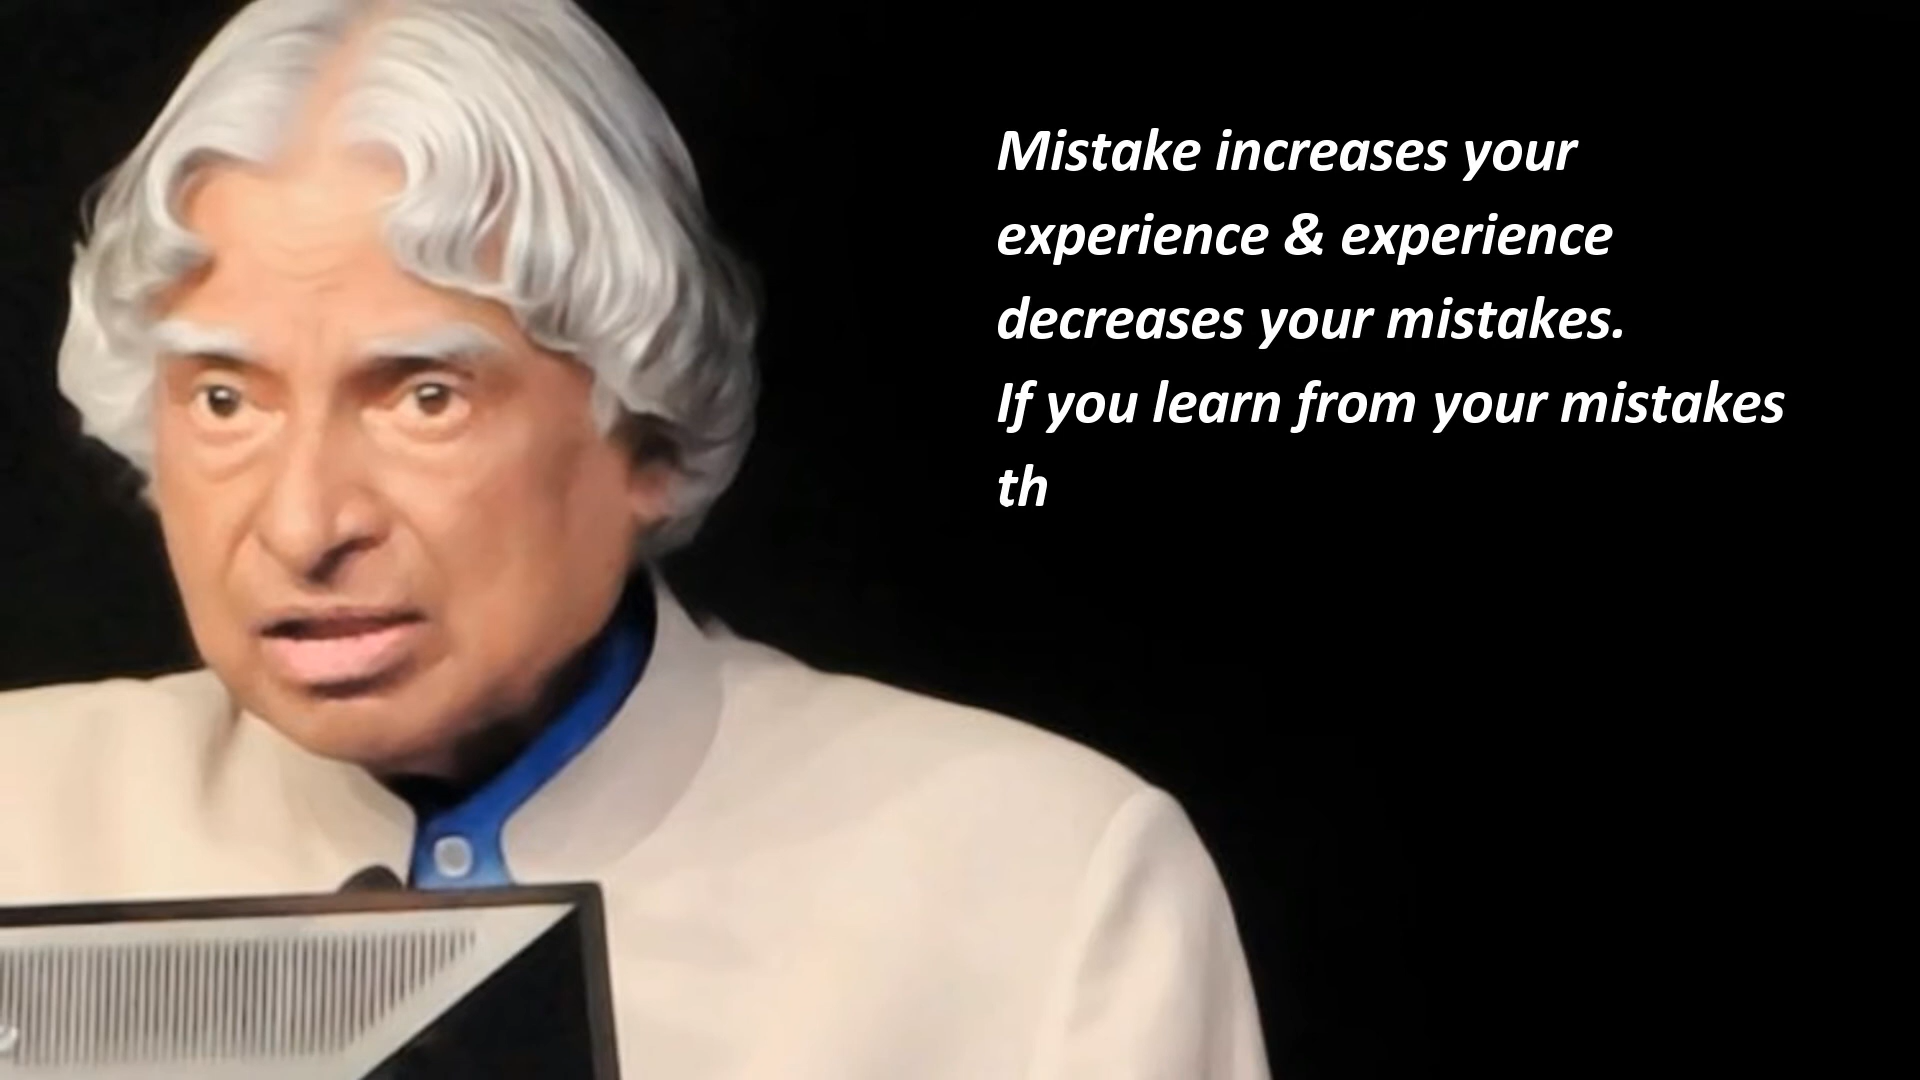 Mistake increases your
experience & experience
decreases your mistakes.
If you learn from your mistakes
th